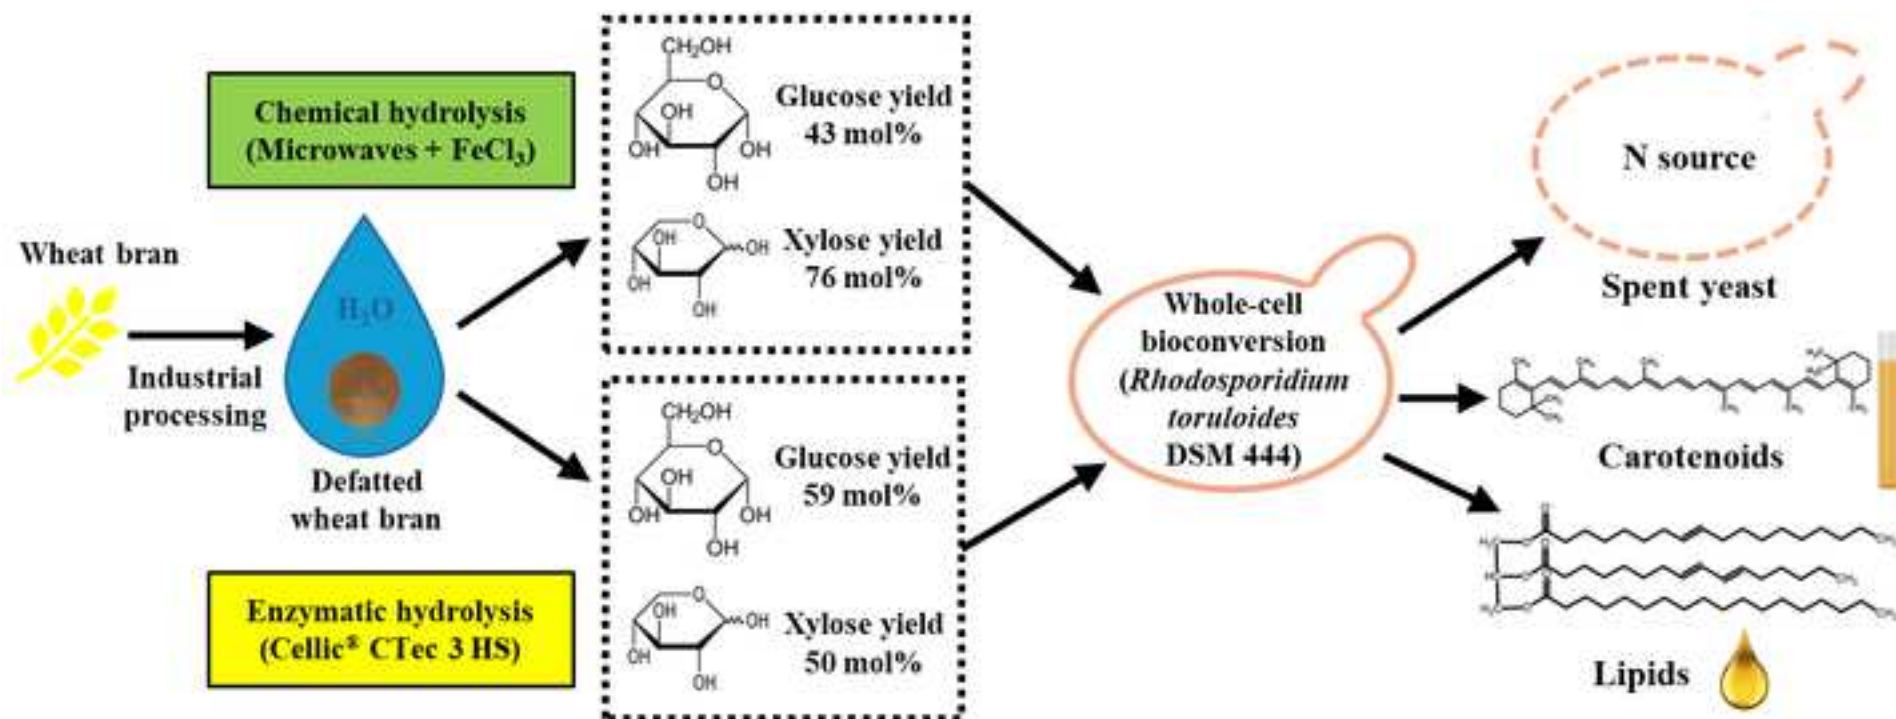 Wheat bran
Industrial
processing
Chemical hydrolysis
(Microwaves + FeCl₃)
H₂O
Defatted
wheat bran
Enzymatic hydrolysis
(Cellic® CTec 3 HS)
CH₂OH
O
OH
OH
OH
OH
Glucose yield
43 mol%
O
OH
OH
OH
OH
Xylose yield
76 mol%
CH₂OH
O
OH
OH
OH
OH
Glucose yield
59 mol%
O
OH
OH
OH
OH
Xylose yield
50 mol%
Whole-cell
bioconversion
(Rhodosporidium
toruloides
DSM 444)
N source
Spent yeast
Carotenoids
Lipids